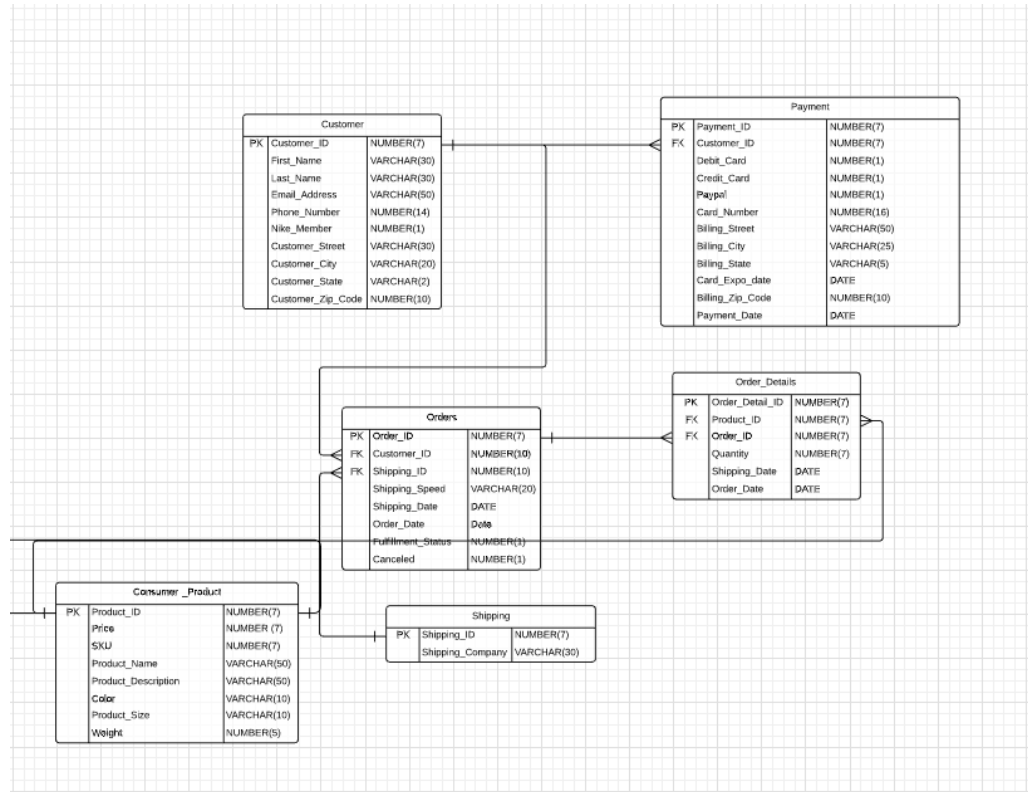 Customer
PK Customer_ID NUMBER(7)
First_Name VARCHAR(30)
Last_Name VARCHAR(30)
Email_Address VARCHAR(50)
Phone_Number NUMBER(14)
Nike_Member NUMBER(1)
Customer_Street VARCHAR(30)
Customer_City VARCHAR(20)
Customer_State VARCHAR(2)
Customer_Zip_Code NUMBER(10)
Payment
PK Payment_ID NUMBER(7)
FK Customer_ID NUMBER(7)
Debit_Card NUMBER(1)
Credit_Card NUMBER(1)
Paypal NUMBER(1)
Card_Number NUMBER(16)
Billing_Street VARCHAR(50)
Billing_City VARCHAR(25)
Billing_State VARCHAR(5)
Card_Expo_date DATE
Billing_Zip_Code NUMBER(10)
Payment_Date DATE
Orders
PK Order_ID NUMBER(7)
FK Customer_ID NUMBER(10)
FK Shipping_ID NUMBER(10)
Shipping_Speed VARCHAR(20)
Shipping_Date DATE
Order_Date Date
Fulfillment_Status NUMBER(1)
Canceled NUMBER(1)
Order_Details
PK Order_Detail_ID NUMBER(7)
FK Product_ID NUMBER(7)
FK Order_ID NUMBER(7)
Quantity NUMBER(7)
Shipping_Date DATE
Order_Date DATE
Consumer _Product
PK Product_ID NUMBER(7)
Price NUMBER (7)
SKU NUMBER(7)
Product_Name VARCHAR(50)
Product_Description VARCHAR(50)
Color VARCHAR(10)
Product_Size VARCHAR(10)
Weight NUMBER(5)
Shipping
PK Shipping_ID NUMBER(7)
Shipping_Company VARCHAR(30)